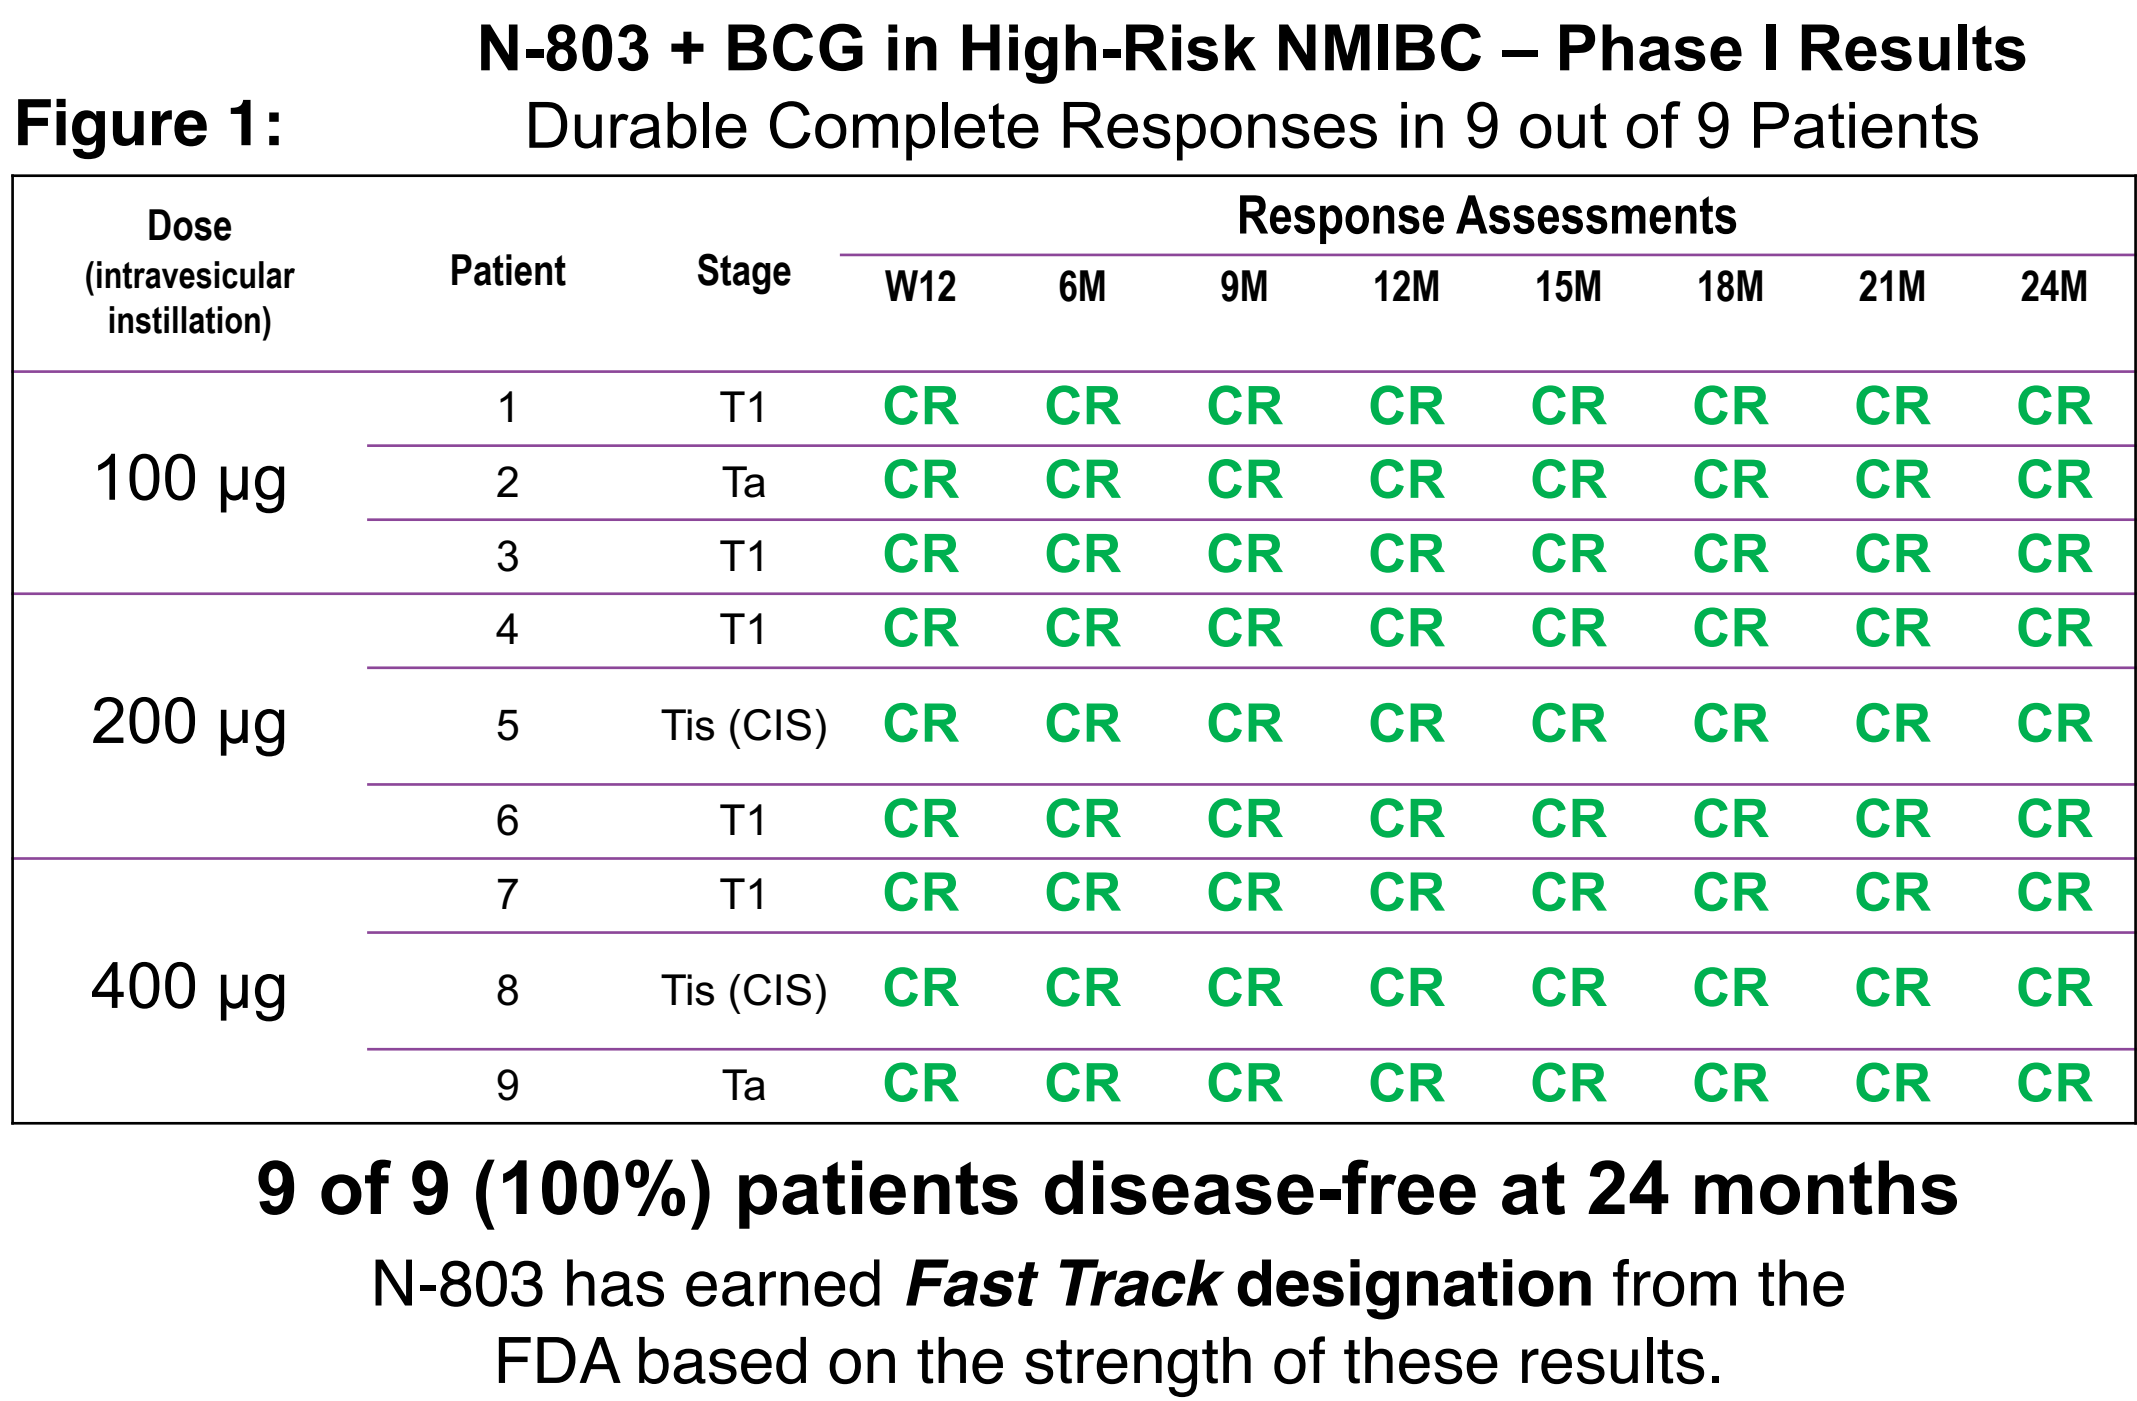 N-803 + BCG in High-Risk NMIBC – Phase I Results
Figure 1: Durable Complete Responses in 9 out of 9 Patients
Dose
(intravesicular
instillation)
Patient
Stage
Response Assessments
W12 6M 9M 12M 15M 18M 21M 24M
100 µg
1 T1 CR CR CR CR CR CR CR CR
2 Ta CR CR CR CR CR CR CR CR
3 T1 CR CR CR CR CR CR CR CR
200 µg
4 T1 CR CR CR CR CR CR CR CR
5 Tis (CIS) CR CR CR CR CR CR CR CR
6 T1 CR CR CR CR CR CR CR CR
400 µg
7 T1 CR CR CR CR CR CR CR CR
8 Tis (CIS) CR CR CR CR CR CR CR CR
9 Ta CR CR CR CR CR CR CR CR
9 of 9 (100%) patients disease-free at 24 months
N-803 has earned Fast Track designation from the
FDA based on the strength of these results.